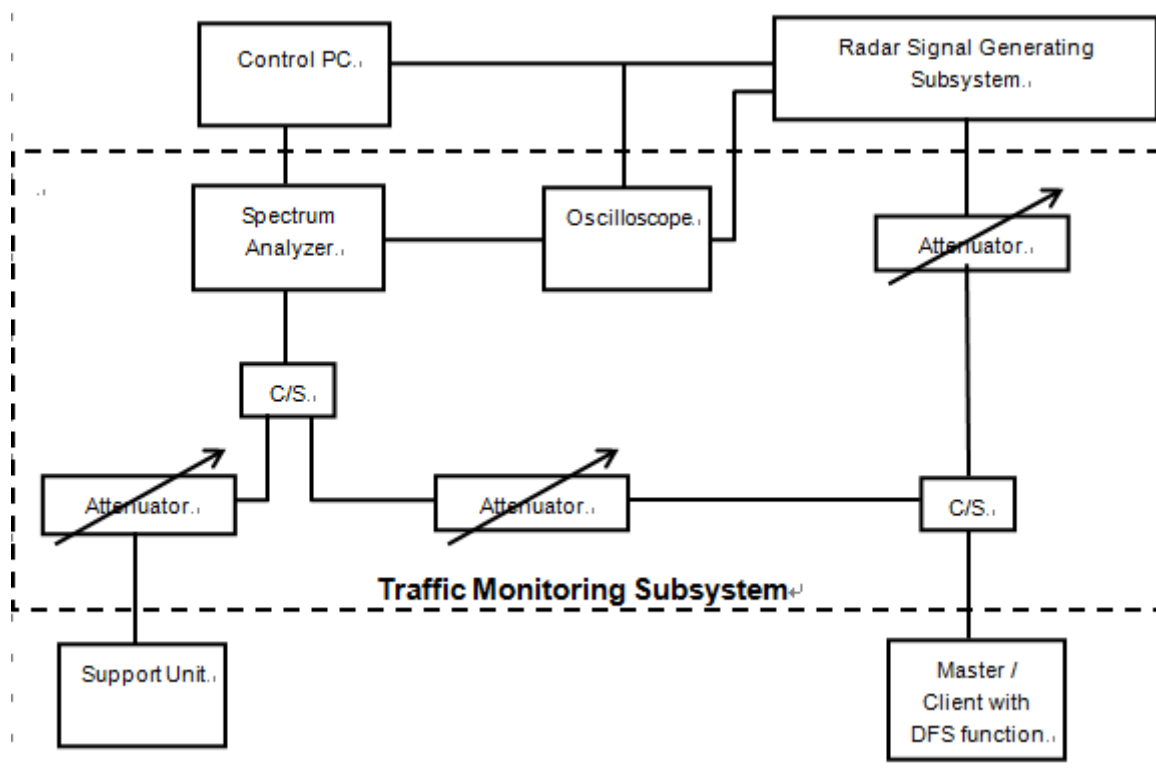 Control PC.
Radar Signal Generating
Subsystem.
Spectrum
Analyzer.
Oscilloscope.
Attenuator.
C/S.
Attenuator.
Attenuator.
C/S.
Traffic Monitoring Subsystem
Support Unit.
Master /
Client with
DFS function.